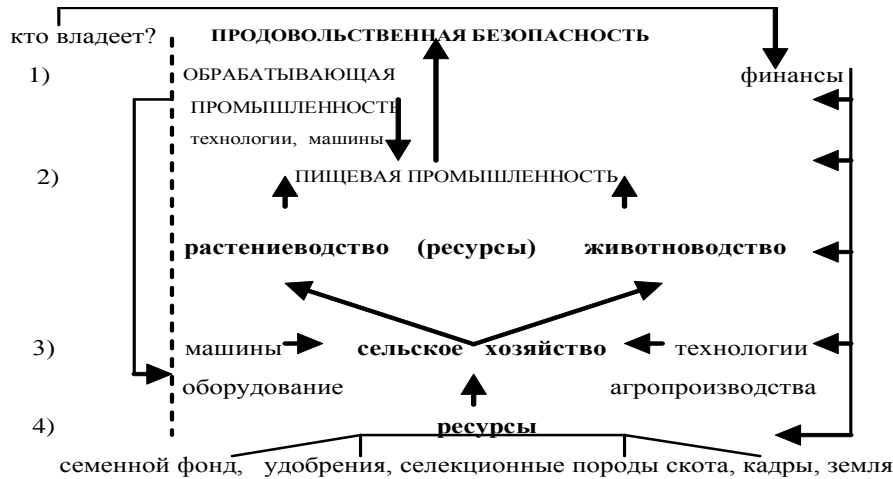 кто владеет? ПРОДОВОЛЬСТВЕННАЯ БЕЗОПАСНОСТЬ
1) ОБРАБАТЫВАЮЩАЯ финансы
ПРОМЫШЛЕННОСТЬ
технологии, машины
2) ПИЩЕВАЯ ПРОМЫШЛЕННОСТЬ
растениеводство (ресурсы) животноводство
3) машины сельское хозяйство технологии
оборудование агропроизводства
4) ресурсы
семенной фонд, удобрения, селекционные породы скота, кадры, земля